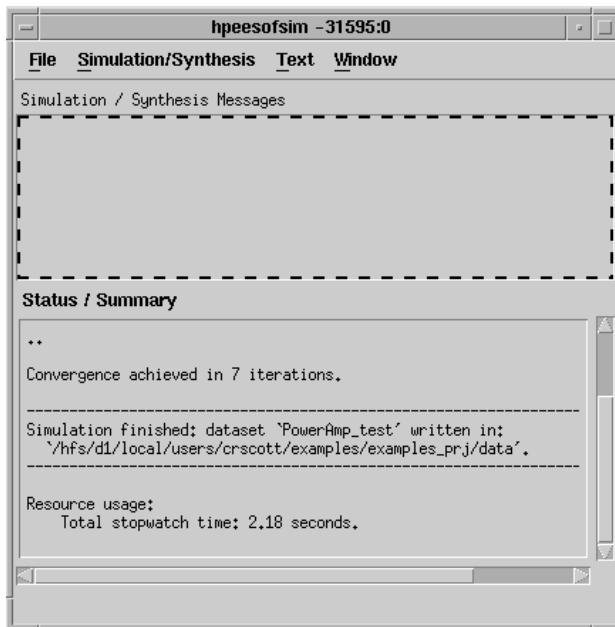 hpeesofsim -31595:0
File Simulation/Synthesis Text Window
Simulation / Synthesis Messages
Status / Summary
..
Convergence achieved in 7 iterations.
--------------------------------------------------------------
Simulation finished: dataset `PowerAmp_test' written in:
`/hfs/d1/local/users/crscott/examples/examples_prj/data'.
--------------------------------------------------------------
Resource usage:
Total stopwatch time: 2.18 seconds.